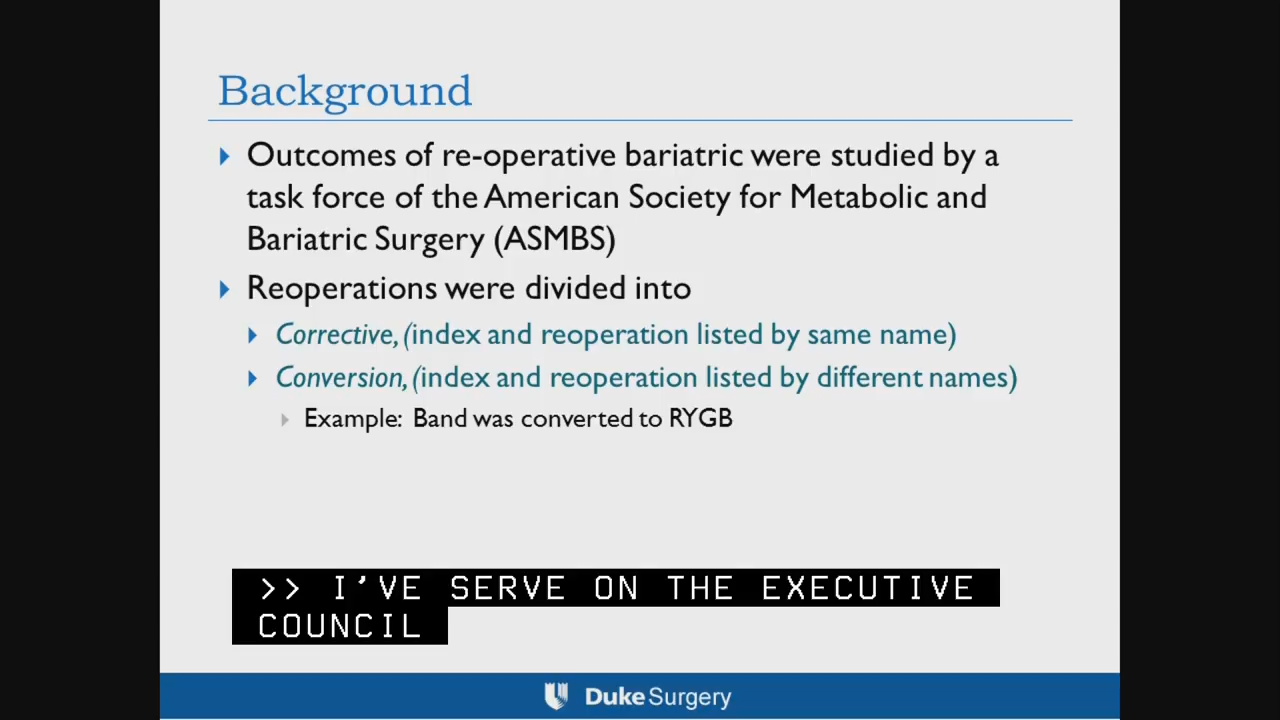 Background
Outcomes of re-operative bariatric were studied by a
task force of the American Society for Metabolic and
Bariatric Surgery (ASMBS)
Reoperations were divided into
Corrective, (index and reoperation listed by same name)
Conversion, (index and reoperation listed by different names)
Example: Band was converted to RYGB
>> I'VE SERVE ON THE EXECUTIVE
COUNCIL
Duke Surgery